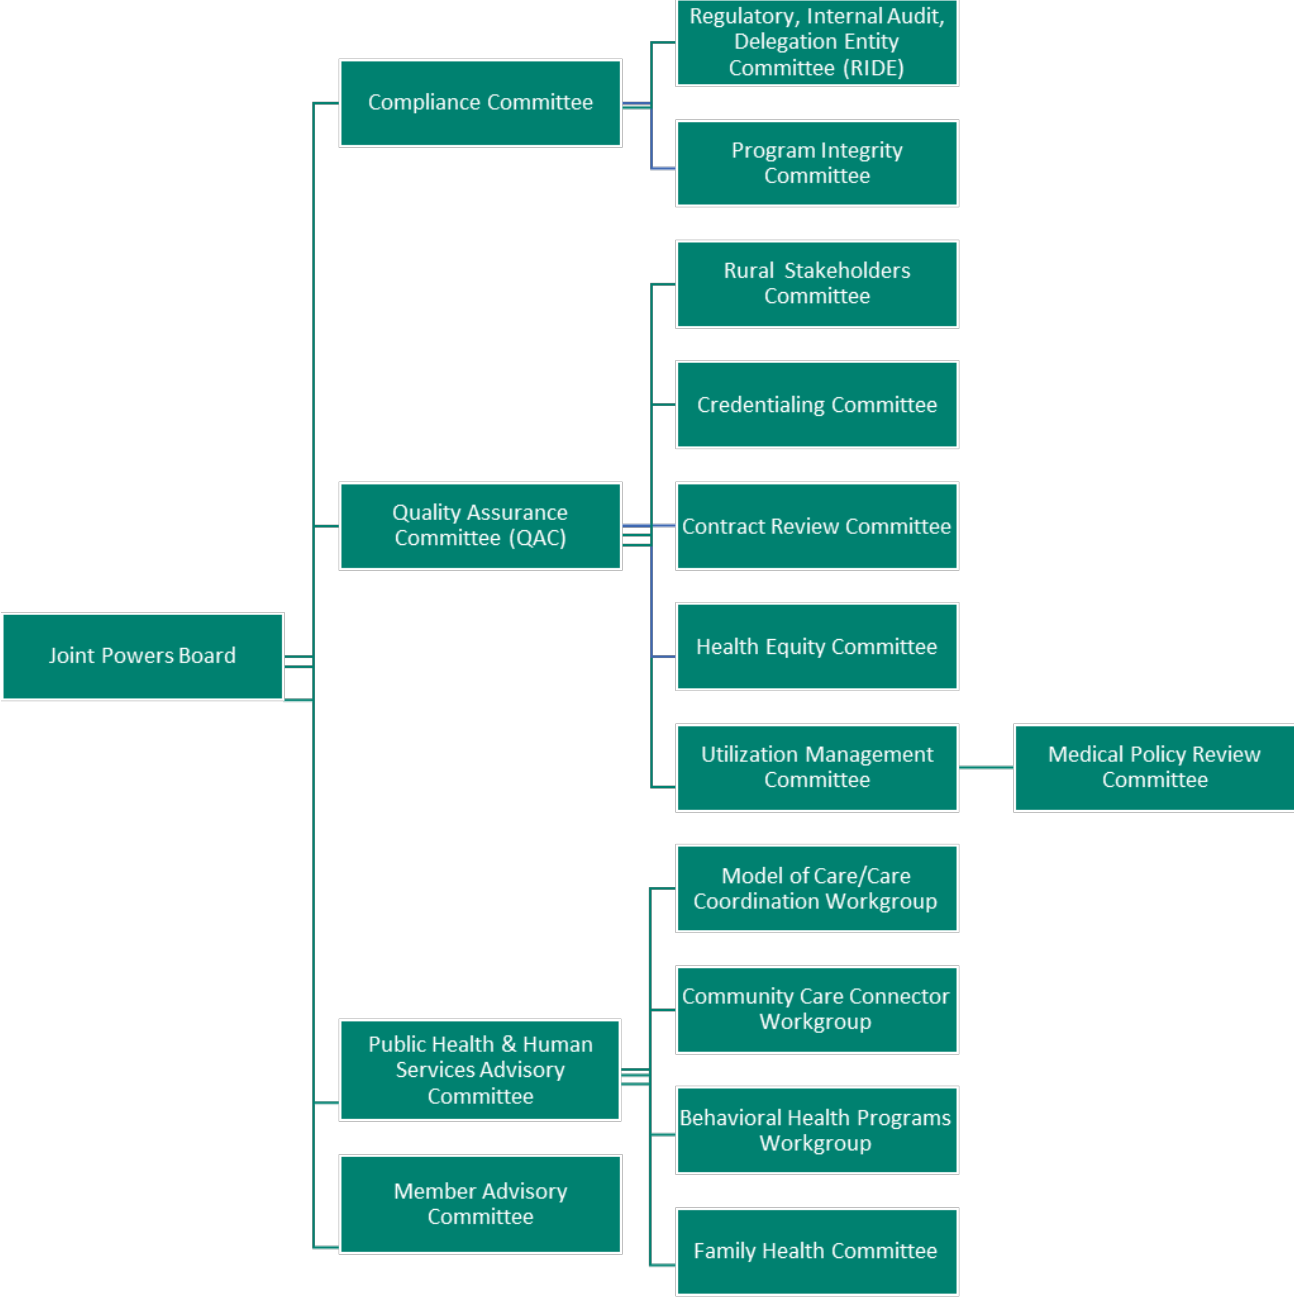 Regulatory, Internal Audit,
Delegation Entity
Committee (RIDE)
Compliance Committee
Program Integrity
Committee
Rural Stakeholders
Committee
Credentialing Committee
Quality Assurance
Committee (QAC)
Contract Review Committee
Joint Powers Board
Health Equity Committee
Utilization Management
Committee
Medical Policy Review
Committee
Model of Care/Care
Coordination Workgroup
Community Care Connector
Workgroup
Public Health & Human
Services Advisory
Committee
Behavioral Health Programs
Workgroup
Member Advisory
Committee
Family Health Committee